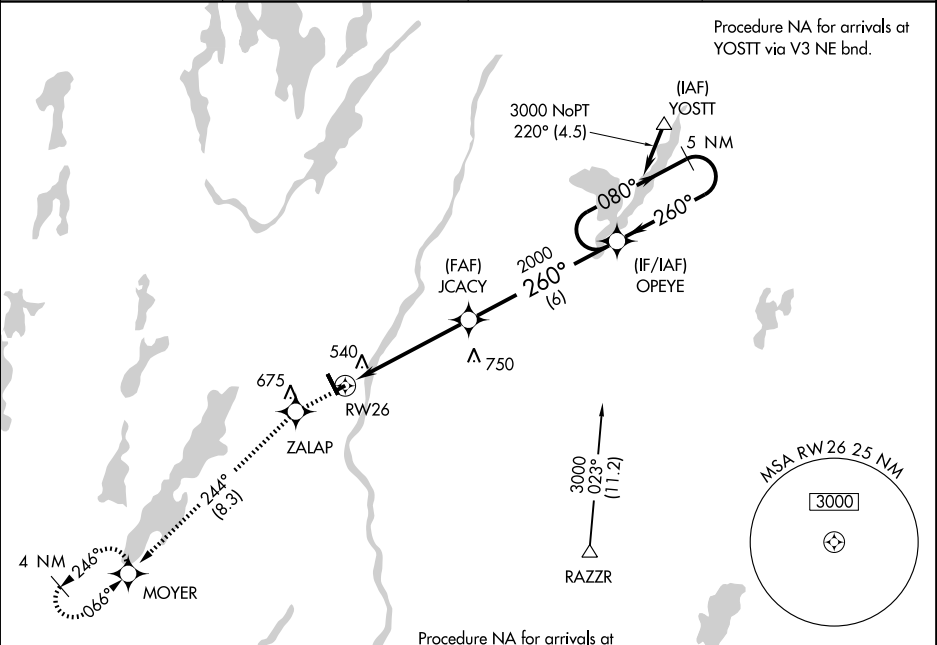 Procedure NA for arrivals at
YOSTT via V3 NE bnd.
(IAF)
YOSTT
3000 NoPT
220° (4.5)
5 NM
080°
260°
(IF/IAF)
OPEYE
2000
260°
(6)
(FAF)
JCACY
750
540
RW26
675
ZALAP
244°
(8.3)
4 NM
246°
066°
MOYER
3000
023°
(11.2)
RAZZR
MSA RW26 25 NM
3000
Procedure NA for arrivals at